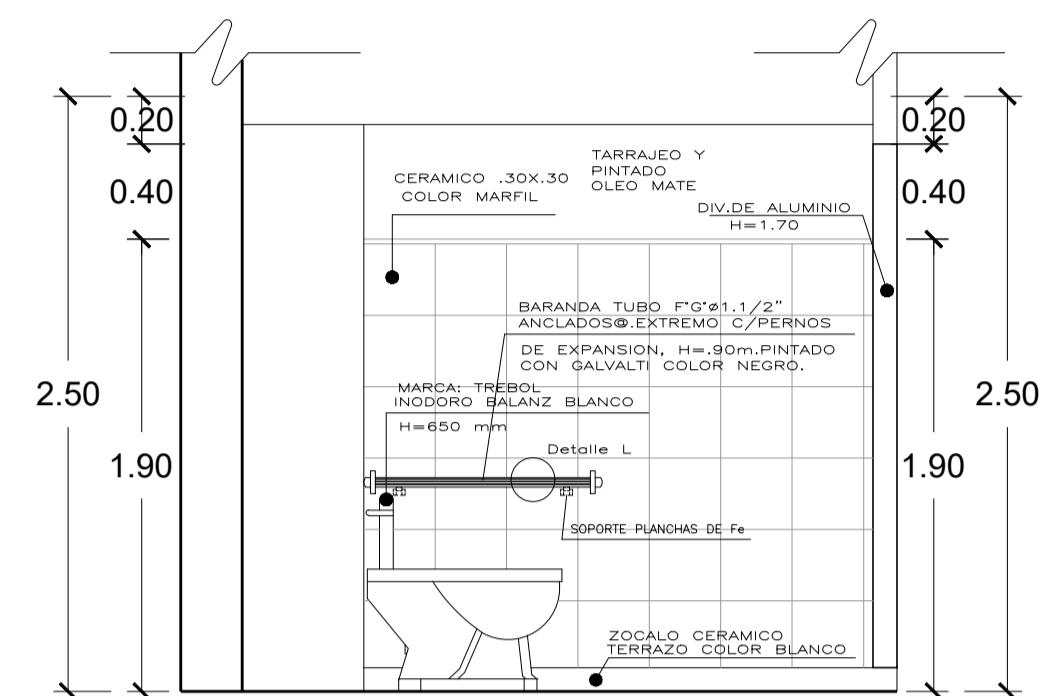 0.20
0.20
TARRAJEO Y
PINTADO
OLEO MATE
CERAMICO .30X.30
COLOR MARFIL
0.40
0.40
DIV.DE ALUMINIO
H=1.70
BARANDA TUBO F°G°ø1.1/2"
ANCLADOS@.EXTREMO C/PERNOS
DE EXPANSION, H=.90m.PINTADO
CON GALVALTI COLOR NEGRO.
2.50
2.50
MARCA: TREBOL
INODORO BALANZ BLANCO
H=650 mm
Detalle L
1.90
1.90
SOPORTE PLANCHAS DE Fe
ZOCALO CERAMICO
TERRAZO COLOR BLANCO